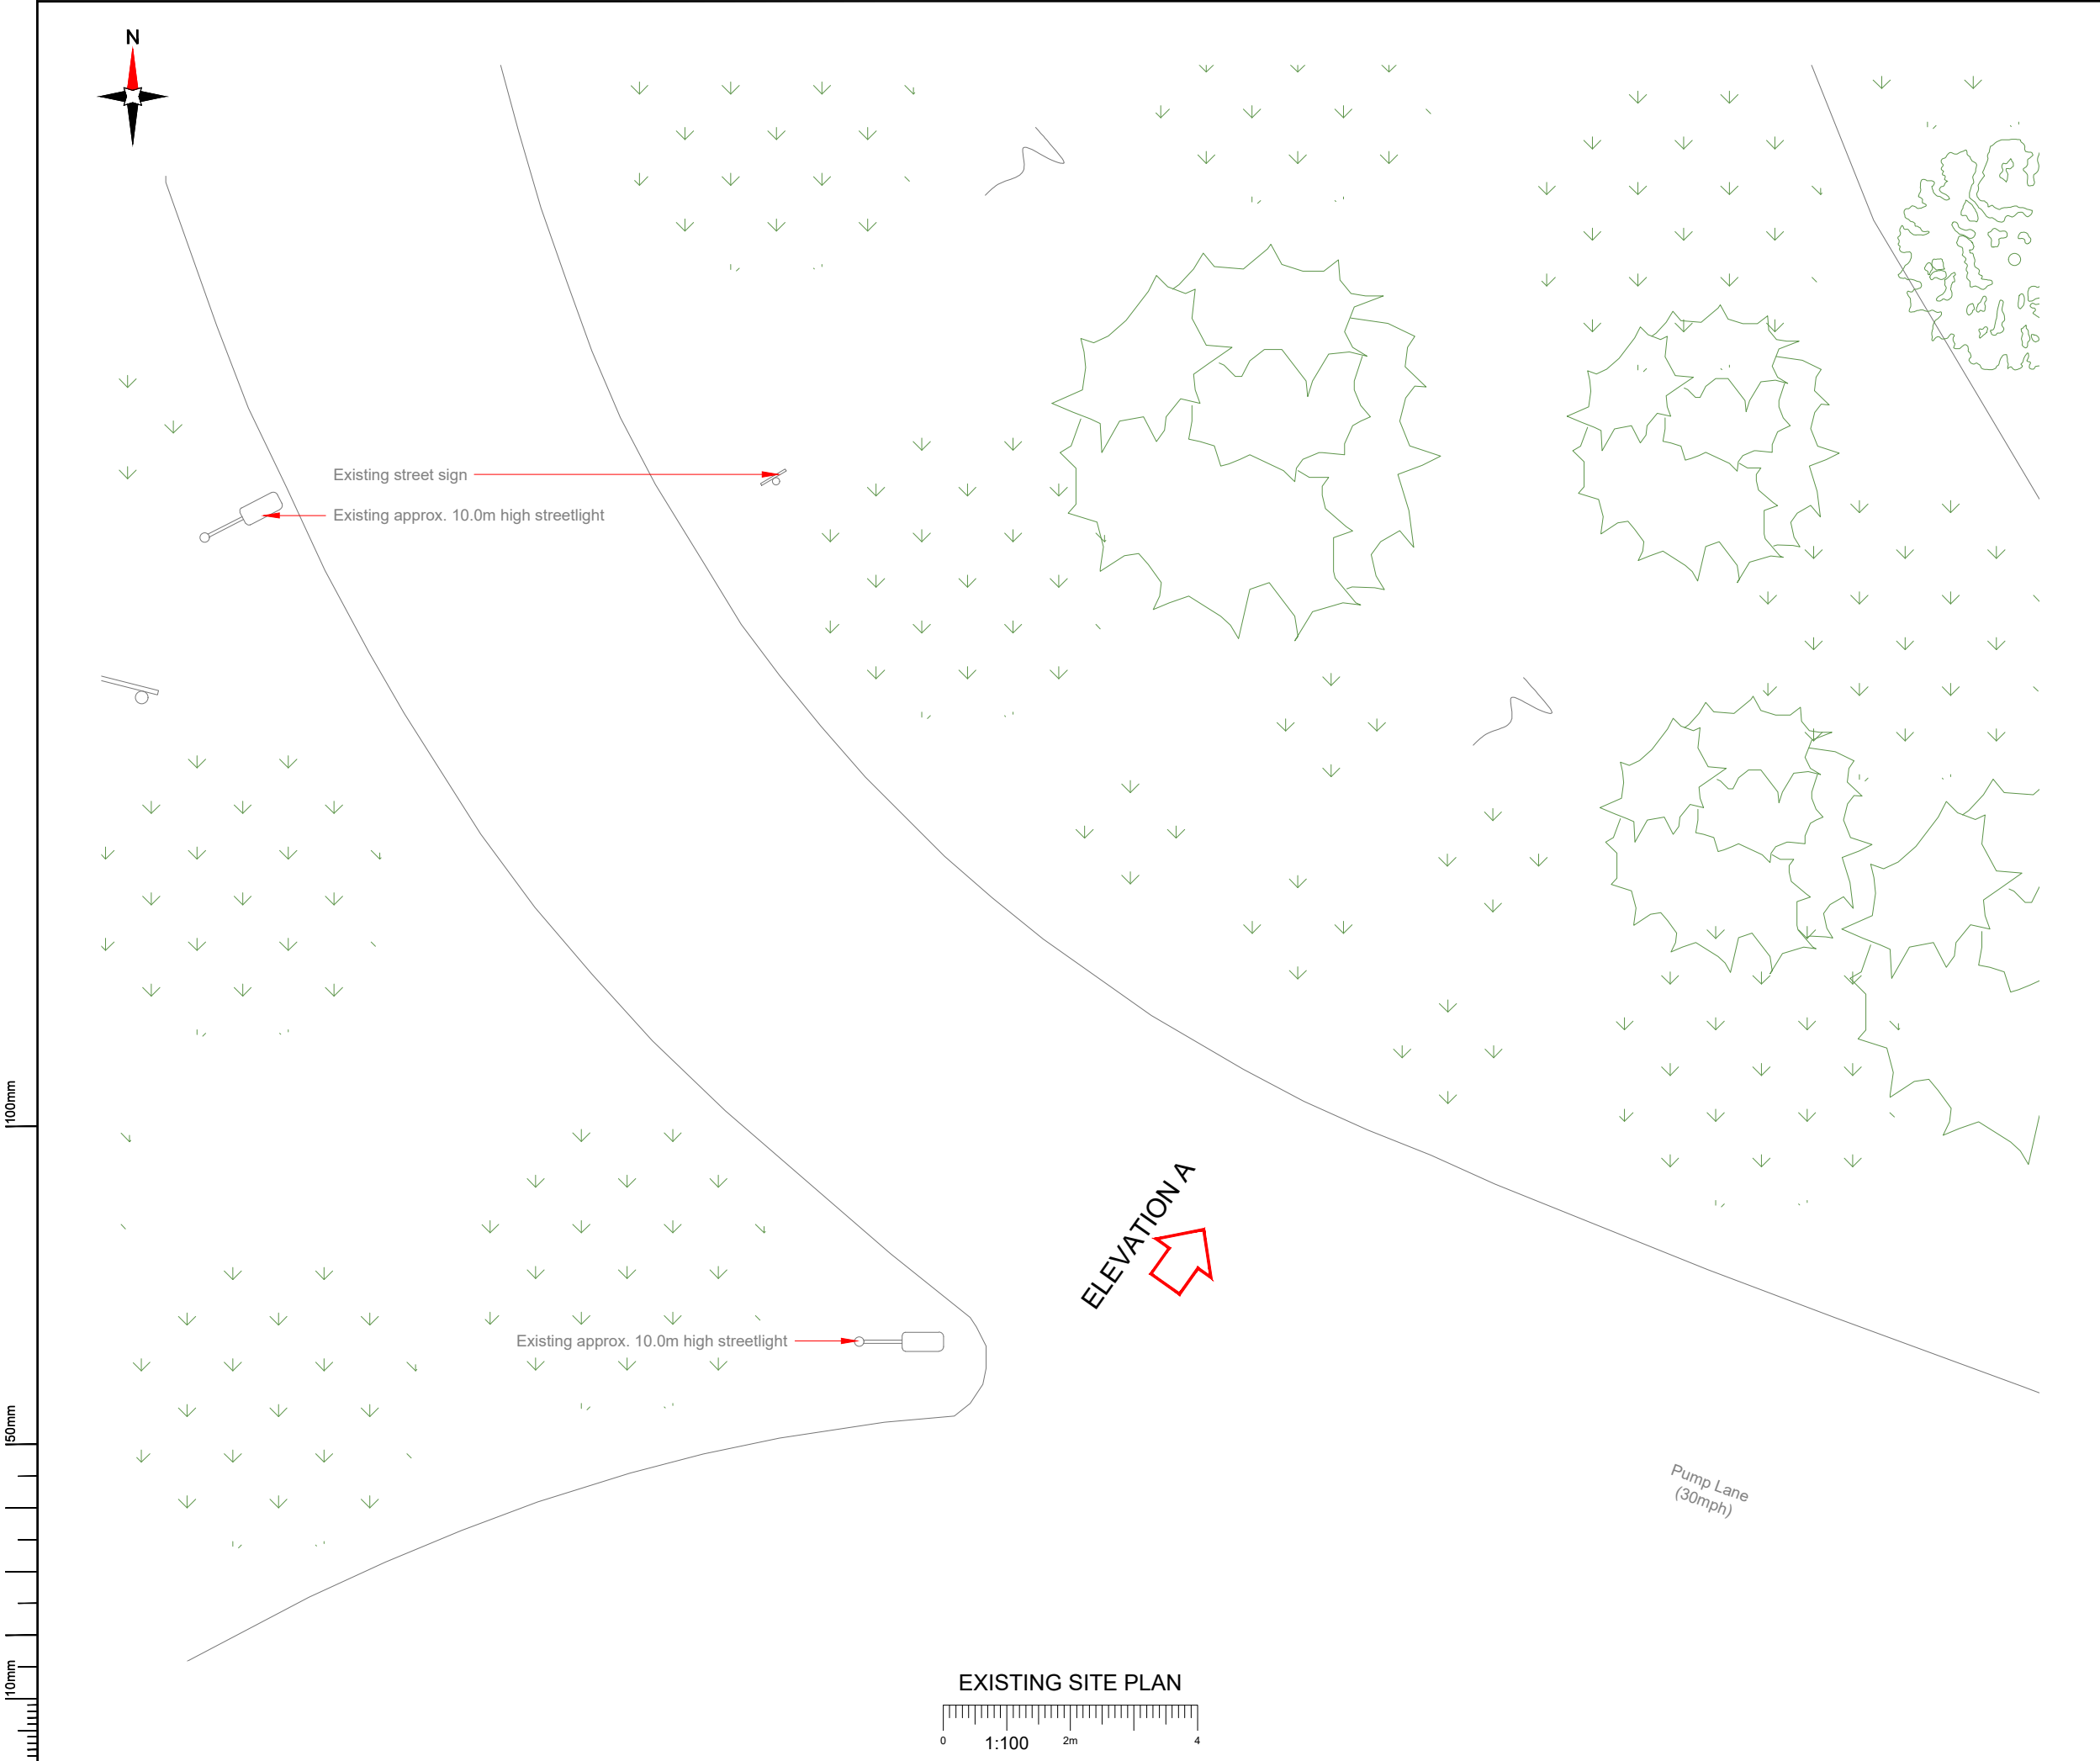 N
Existing street sign
Existing approx. 10.0m high streetlight
100mm
ELEVATION A
Existing approx. 10.0m high streetlight
50mm
Pump Lane
(30mph)
10mm
EXISTING SITE PLAN
0 1:100 2m 4